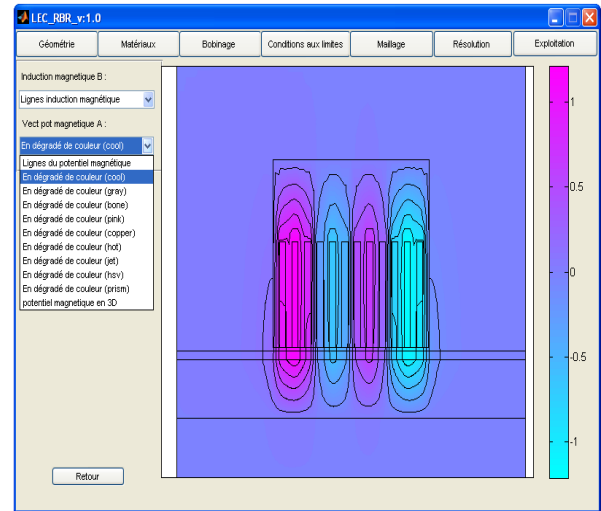 LEC_RBR_v:1.0
Géométrie
Matériaux
Bobinage
Conditions aux limites
Maillage
Résolution
Exploitation
Induction magnetique B :
Lignes induction magnétique
Vect pot magnetique A :
En dégradé de couleur (cool)
Lignes du potentiel magnétique
En dégradé de couleur (cool)
En dégradé de couleur (gray)
En dégradé de couleur (bone)
En dégradé de couleur (pink)
En dégradé de couleur (copper)
En dégradé de couleur (hot)
En dégradé de couleur (jet)
En dégradé de couleur (hsv)
En dégradé de couleur (prism)
potentiel magnetique en 3D
1
0.5
0
-0.5
-1
Retour